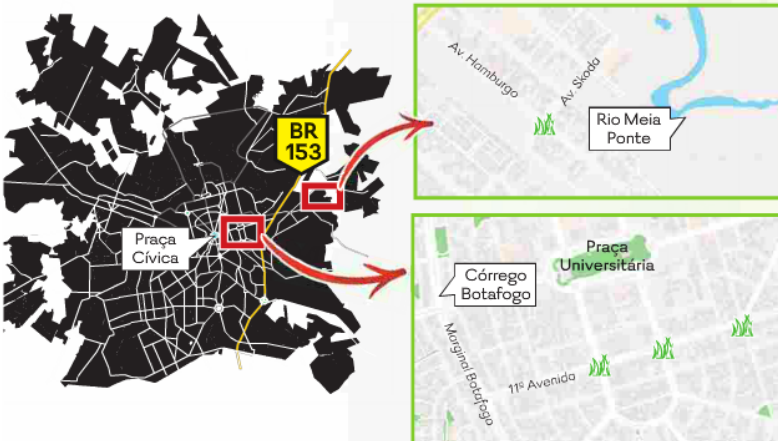 BR
153
Praça
Cívica
Av. Hamburgo
Av. Skoda
Rio Meia
Ponte
Praça
Universitária
Córrego
Botafogo
Marginal Botafogo
11ª Avenida